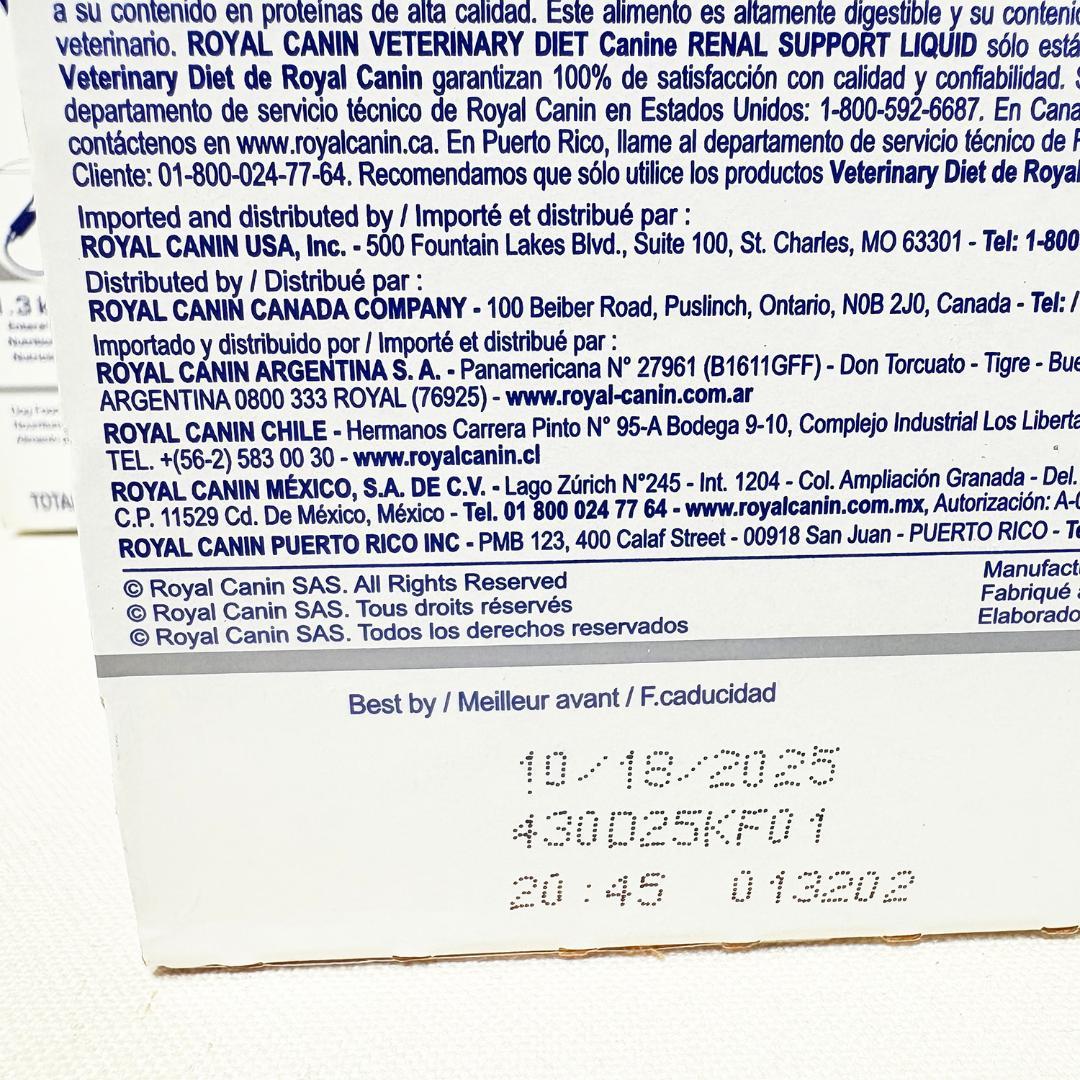 a su contenido en proteínas de alta calidad. Este alimento es altamente digestible y su conteni
veterinario. ROYAL CANIN VETERINARY DIET Canine RENAL SUPPORT LIQUID sólo está
Veterinary Diet de Royal Canin garantizan 100% de satisfacción con calidad y confiabilidad. S
departamento de servicio técnico de Royal Canin en Estados Unidos: 1-800-592-6687. En Cana
contáctenos en www.royalcanin.ca. En Puerto Rico, llame al departamento de servicio técnico de R
Cliente: 01-800-024-77-64. Recomendamos que sólo utilice los productos Veterinary Diet de Royal
Imported and distributed by / Importé et distribué par :
ROYAL CANIN USA, Inc. - 500 Fountain Lakes Blvd., Suite 100, St. Charles, MO 63301 - Tel: 1-800
Distributed by / Distribué par :
ROYAL CANIN CANADA COMPANY - 100 Beiber Road, Puslinch, Ontario, N0B 2J0, Canada - Tel: /
Importado y distribuido por / Importé et distribué par :
ROYAL CANIN ARGENTINA S. A. - Panamericana N° 27961 (B1611GFF) - Don Torcuato - Tigre - Bue
ARGENTINA 0800 333 ROYAL (76925) - www.royal-canin.com.ar
ROYAL CANIN CHILE - Hermanos Carrera Pinto N° 95-A Bodega 9-10, Complejo Industrial Los Liberta
TEL. +(56-2) 583 00 30 - www.royalcanin.cl
ROYAL CANIN MÉXICO, S.A. DE C.V. - Lago Zúrich N°245 - Int. 1204 - Col. Ampliación Granada - Del.
C.P. 11529 Cd. De México, México - Tel. 01 800 024 77 64 - www.royalcanin.com.mx, Autorización: A-0
ROYAL CANIN PUERTO RICO INC - PMB 123, 400 Calaf Street - 00918 San Juan - PUERTO RICO - Te
© Royal Canin SAS. All Rights Reserved
© Royal Canin SAS. Tous droits réservés
© Royal Canin SAS. Todos los derechos reservados
Manufact
Fabriqué
Elaborado
Best by / Meilleur avant / F.caducidad
10/18/2025
430D25KF01
20:45 013202
TOTA